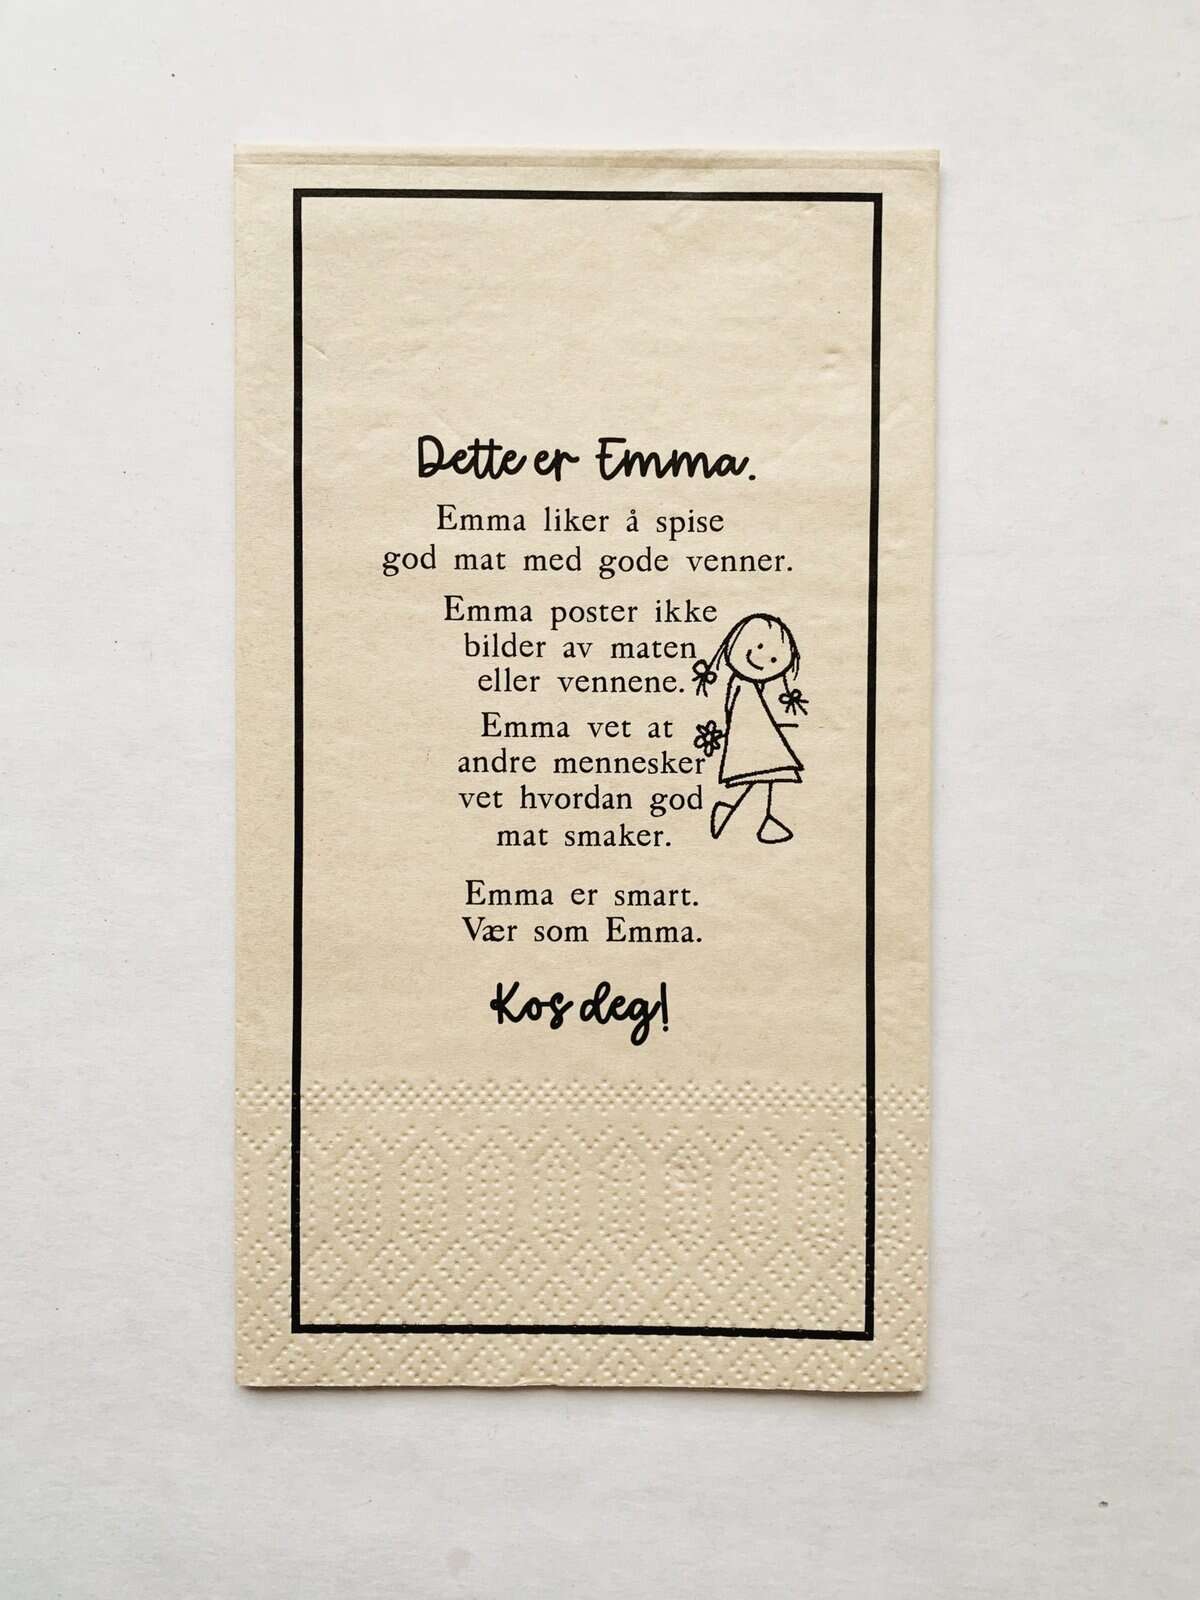 Dette er Emma.
Emma liker å spise
god mat med gode venner.
Emma poster ikke
bilder av maten
eller vennene.
Emma vet at
andre mennesker
vet hvordan god
mat smaker.
Emma er smart.
Vær som Emma.
Kos deg!